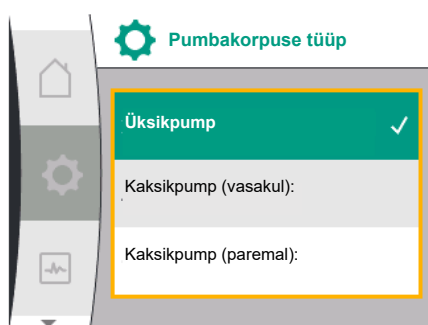 Pumbakorpuse tüüp
Üksikpump
Kaksikpump (vasakul):
Kaksikpump (paremal):